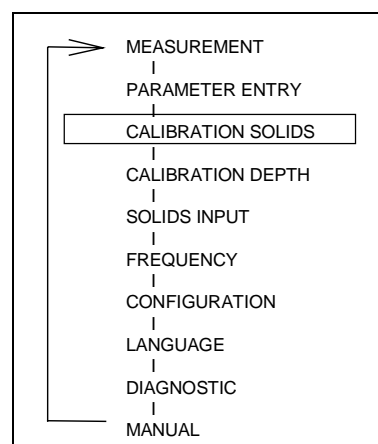 MEASUREMENT
PARAMETER ENTRY
CALIBRATION SOLIDS
CALIBRATION DEPTH
SOLIDS INPUT
FREQUENCY
CONFIGURATION
LANGUAGE
DIAGNOSTIC
MANUAL